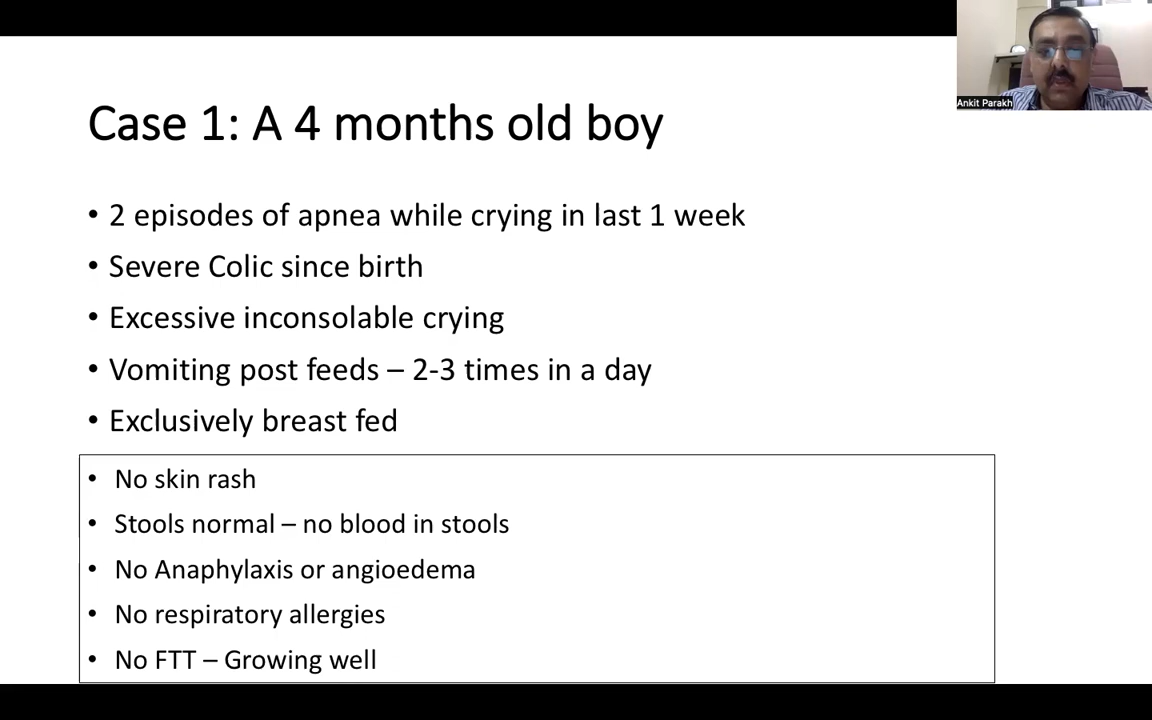 Ankit Parakh
Case 1: A 4 months old boy
• 2 episodes of apnea while crying in last 1 week
• Severe Colic since birth
• Excessive inconsolable crying
• Vomiting post feeds – 2-3 times in a day
• Exclusively breast fed
• No skin rash
• Stools normal – no blood in stools
• No Anaphylaxis or angioedema
• No respiratory allergies
• No FTT – Growing well